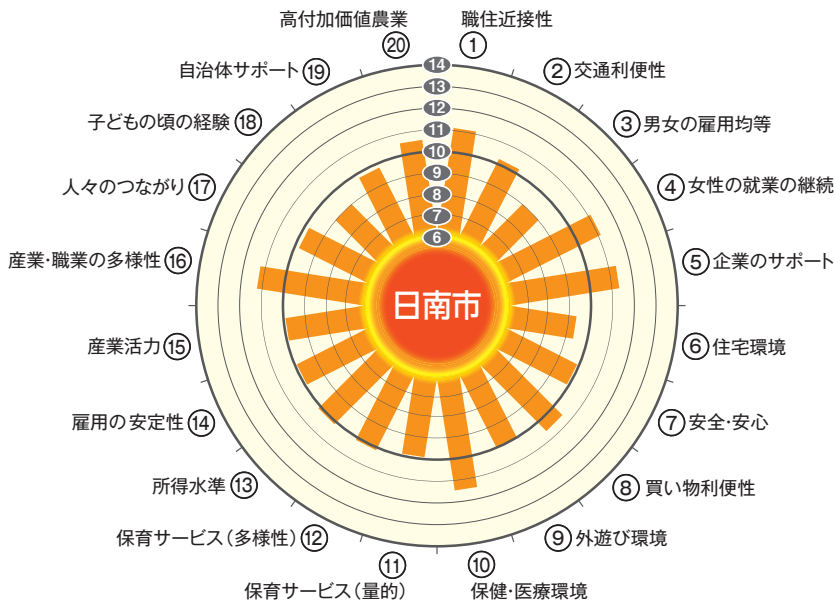 高付加価値農業
⑳
職住近接性
①
②交通利便性
③男女の雇用均等
④女性の就業の継続
⑤企業のサポート
⑥住宅環境
⑦安全・安心
⑧買い物利便性
⑨外遊び環境
⑩
保健・医療環境
⑪
保育サービス(量的)
保育サービス(多様性)⑫
所得水準⑬
雇用の安定性⑭
産業活力⑮
産業・職業の多様性⑯
人々のつながり⑰
子どもの頃の経験⑱
自治体サポート⑲
14
13
12
11
10
9
8
7
6
日南市